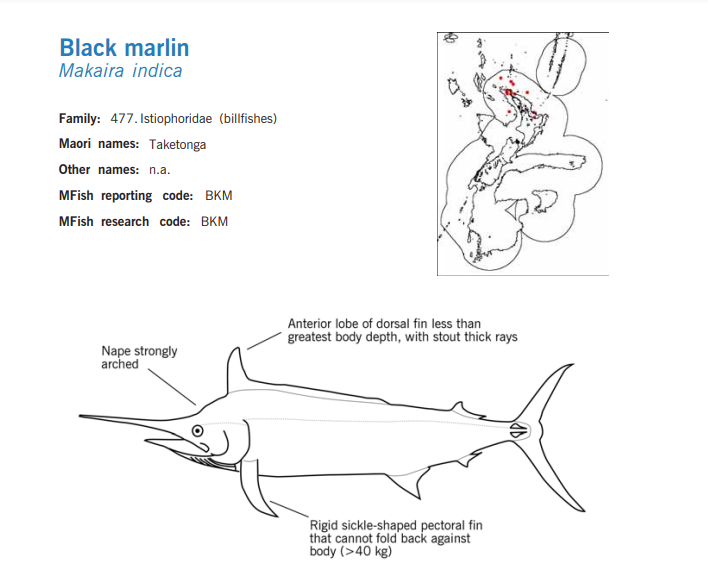 Black marlin
Makaira indica
Family: 477. Istiophoridae (billfishes)
Maori names: Taketonga
Other names: n.a.
MFish reporting code: BKM
MFish research code: BKM
Anterior lobe of dorsal fin less than
greatest body depth, with stout thick rays
Nape strongly
arched
Rigid sickle-shaped pectoral fin
that cannot fold back against
body (>40 kg)